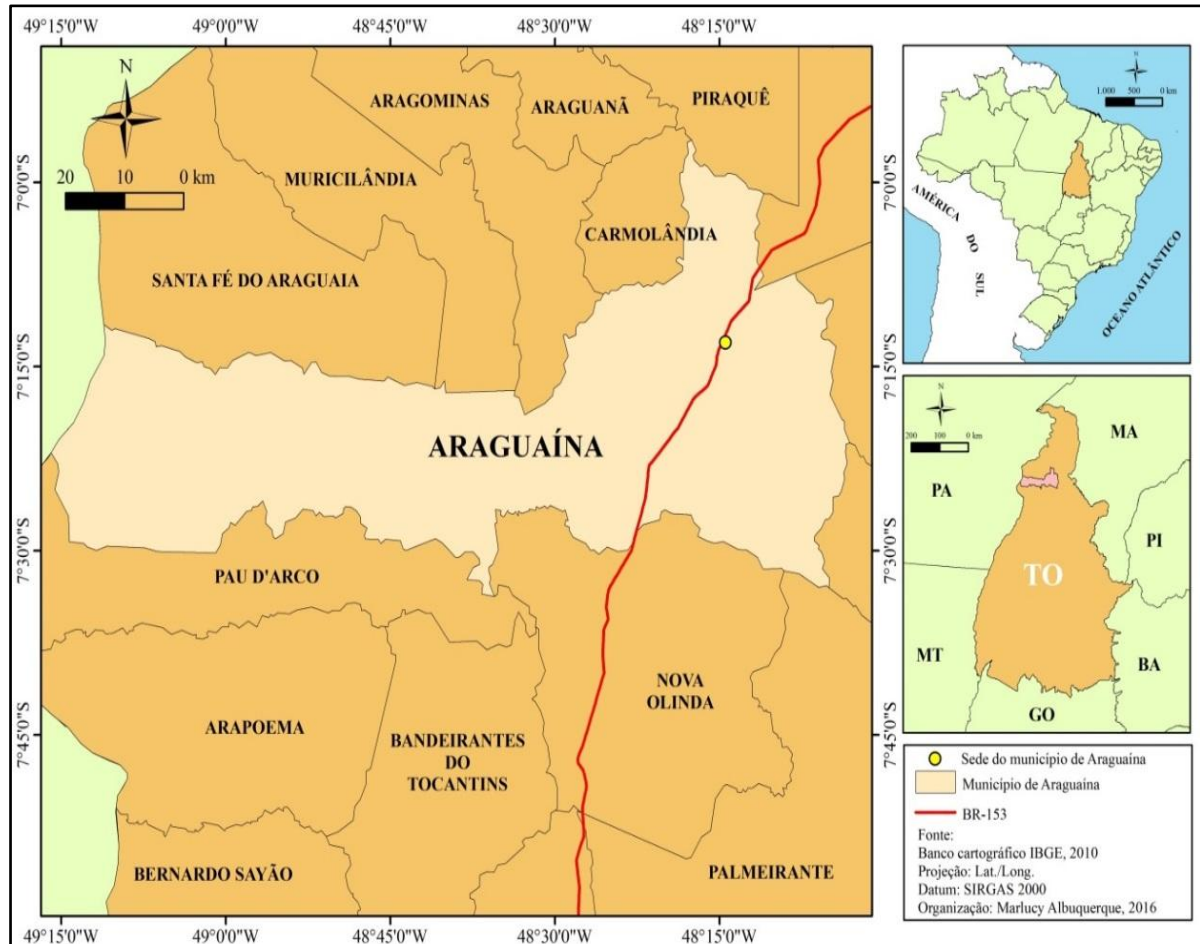 49°15'0"W 49°0'0"W 48°45'0"W 48°30'0"W 48°15'0"W
N
20 10 0 km
ARAGOMINAS
ARAGUANÃ
PIRAQUÊ
MURICILÂNDIA
CARMOLÂNDIA
SANTA FÉ DO ARAGUAIA
ARAGUAÍNA
PAU D'ARCO
ARAPOEMA
BANDEIRANTES
DO
TOCANTINS
NOVA
OLINDA
BERNARDO SAYÃO
PALMEIRANTE
7°0'0"S
7°15'0"S
7°30'0"S
7°45'0"S
7°0'0"S
7°15'0"S
7°30'0"S
7°45'0"S
49°15'0"W 49°0'0"W 48°45'0"W 48°30'0"W 48°15'0"W
N
1.000 500 0 km
AMÉRICA
DO
SUL
OCEANO ATLÂNTICO
N
200 100 0 km
MA
PA
PI
TO
MT
BA
GO
Sede do município de Araguaína
Município de Araguaína
BR-153
Fonte:
Banco cartográfico IBGE, 2010
Projeção: Lat./Long.
Datum: SIRGAS 2000
Organização: Marlucy Albuquerque, 2016